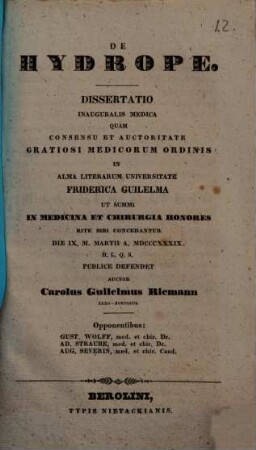 12.
DE
HYDROPE.
DISSERTATIO
INAUGURALIS MEDICA
QUAM
CONSENSU ET AUCTORITATE
GRATIOSI MEDICORUM ORDINIS
IN
ALMA LITERARUM UNIVERSITATE
FRIDERICA GUILELMA
UT SUMMI
IN MEDICINA ET CHIRURGIA HONORES
RITE SIBI CONCEDANTUR
DIE IX. M. MARTII A. MDCCCXXXIX.
H. L. Q. S.
PUBLICE DEFENDET
AUCTOR
Carolus Guilelmus Riemann
Opponentibus:
GUST. WOLFF, med. et chir. Dr.
AD. STRAUBE, med. et chir. Dr.
AUG. SEVERIN, med. et chir. Cand.
BEROLINI,
TYPIS NIETACKIANIS.